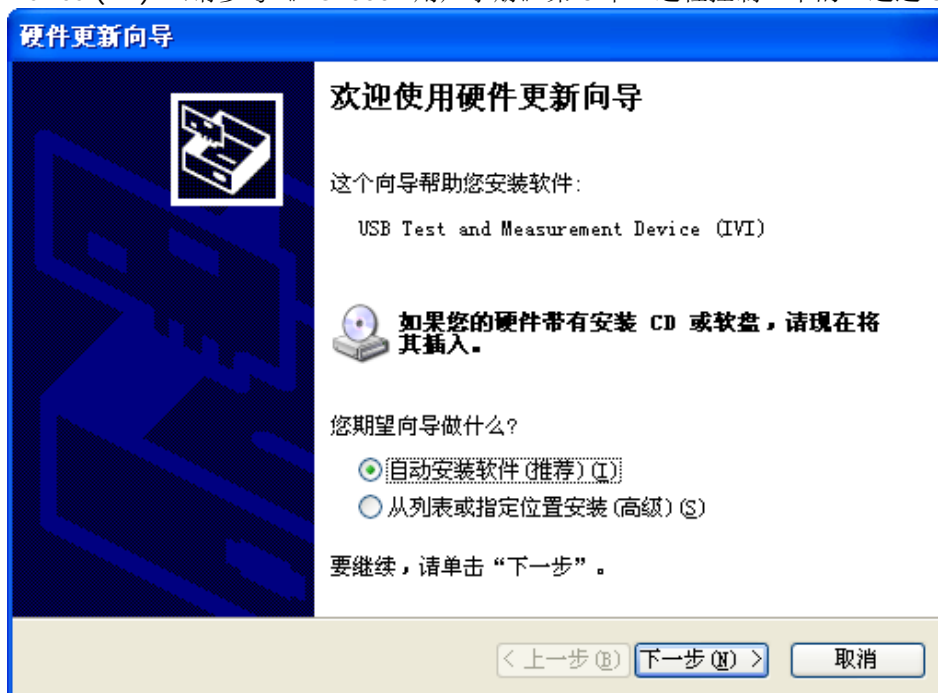 硬件更新向导
欢迎使用硬件更新向导
这个向导帮助您安装软件:
USB Test and Measurement Device (IVI)
如果您的硬件带有安装 CD 或软盘，请现在将
其插入。
您期望向导做什么?
自动安装软件(推荐)(I)
从列表或指定位置安装(高级)(S)
要继续，请单击“下一步”。
< 上一步(B) 下一步(N) > 取消